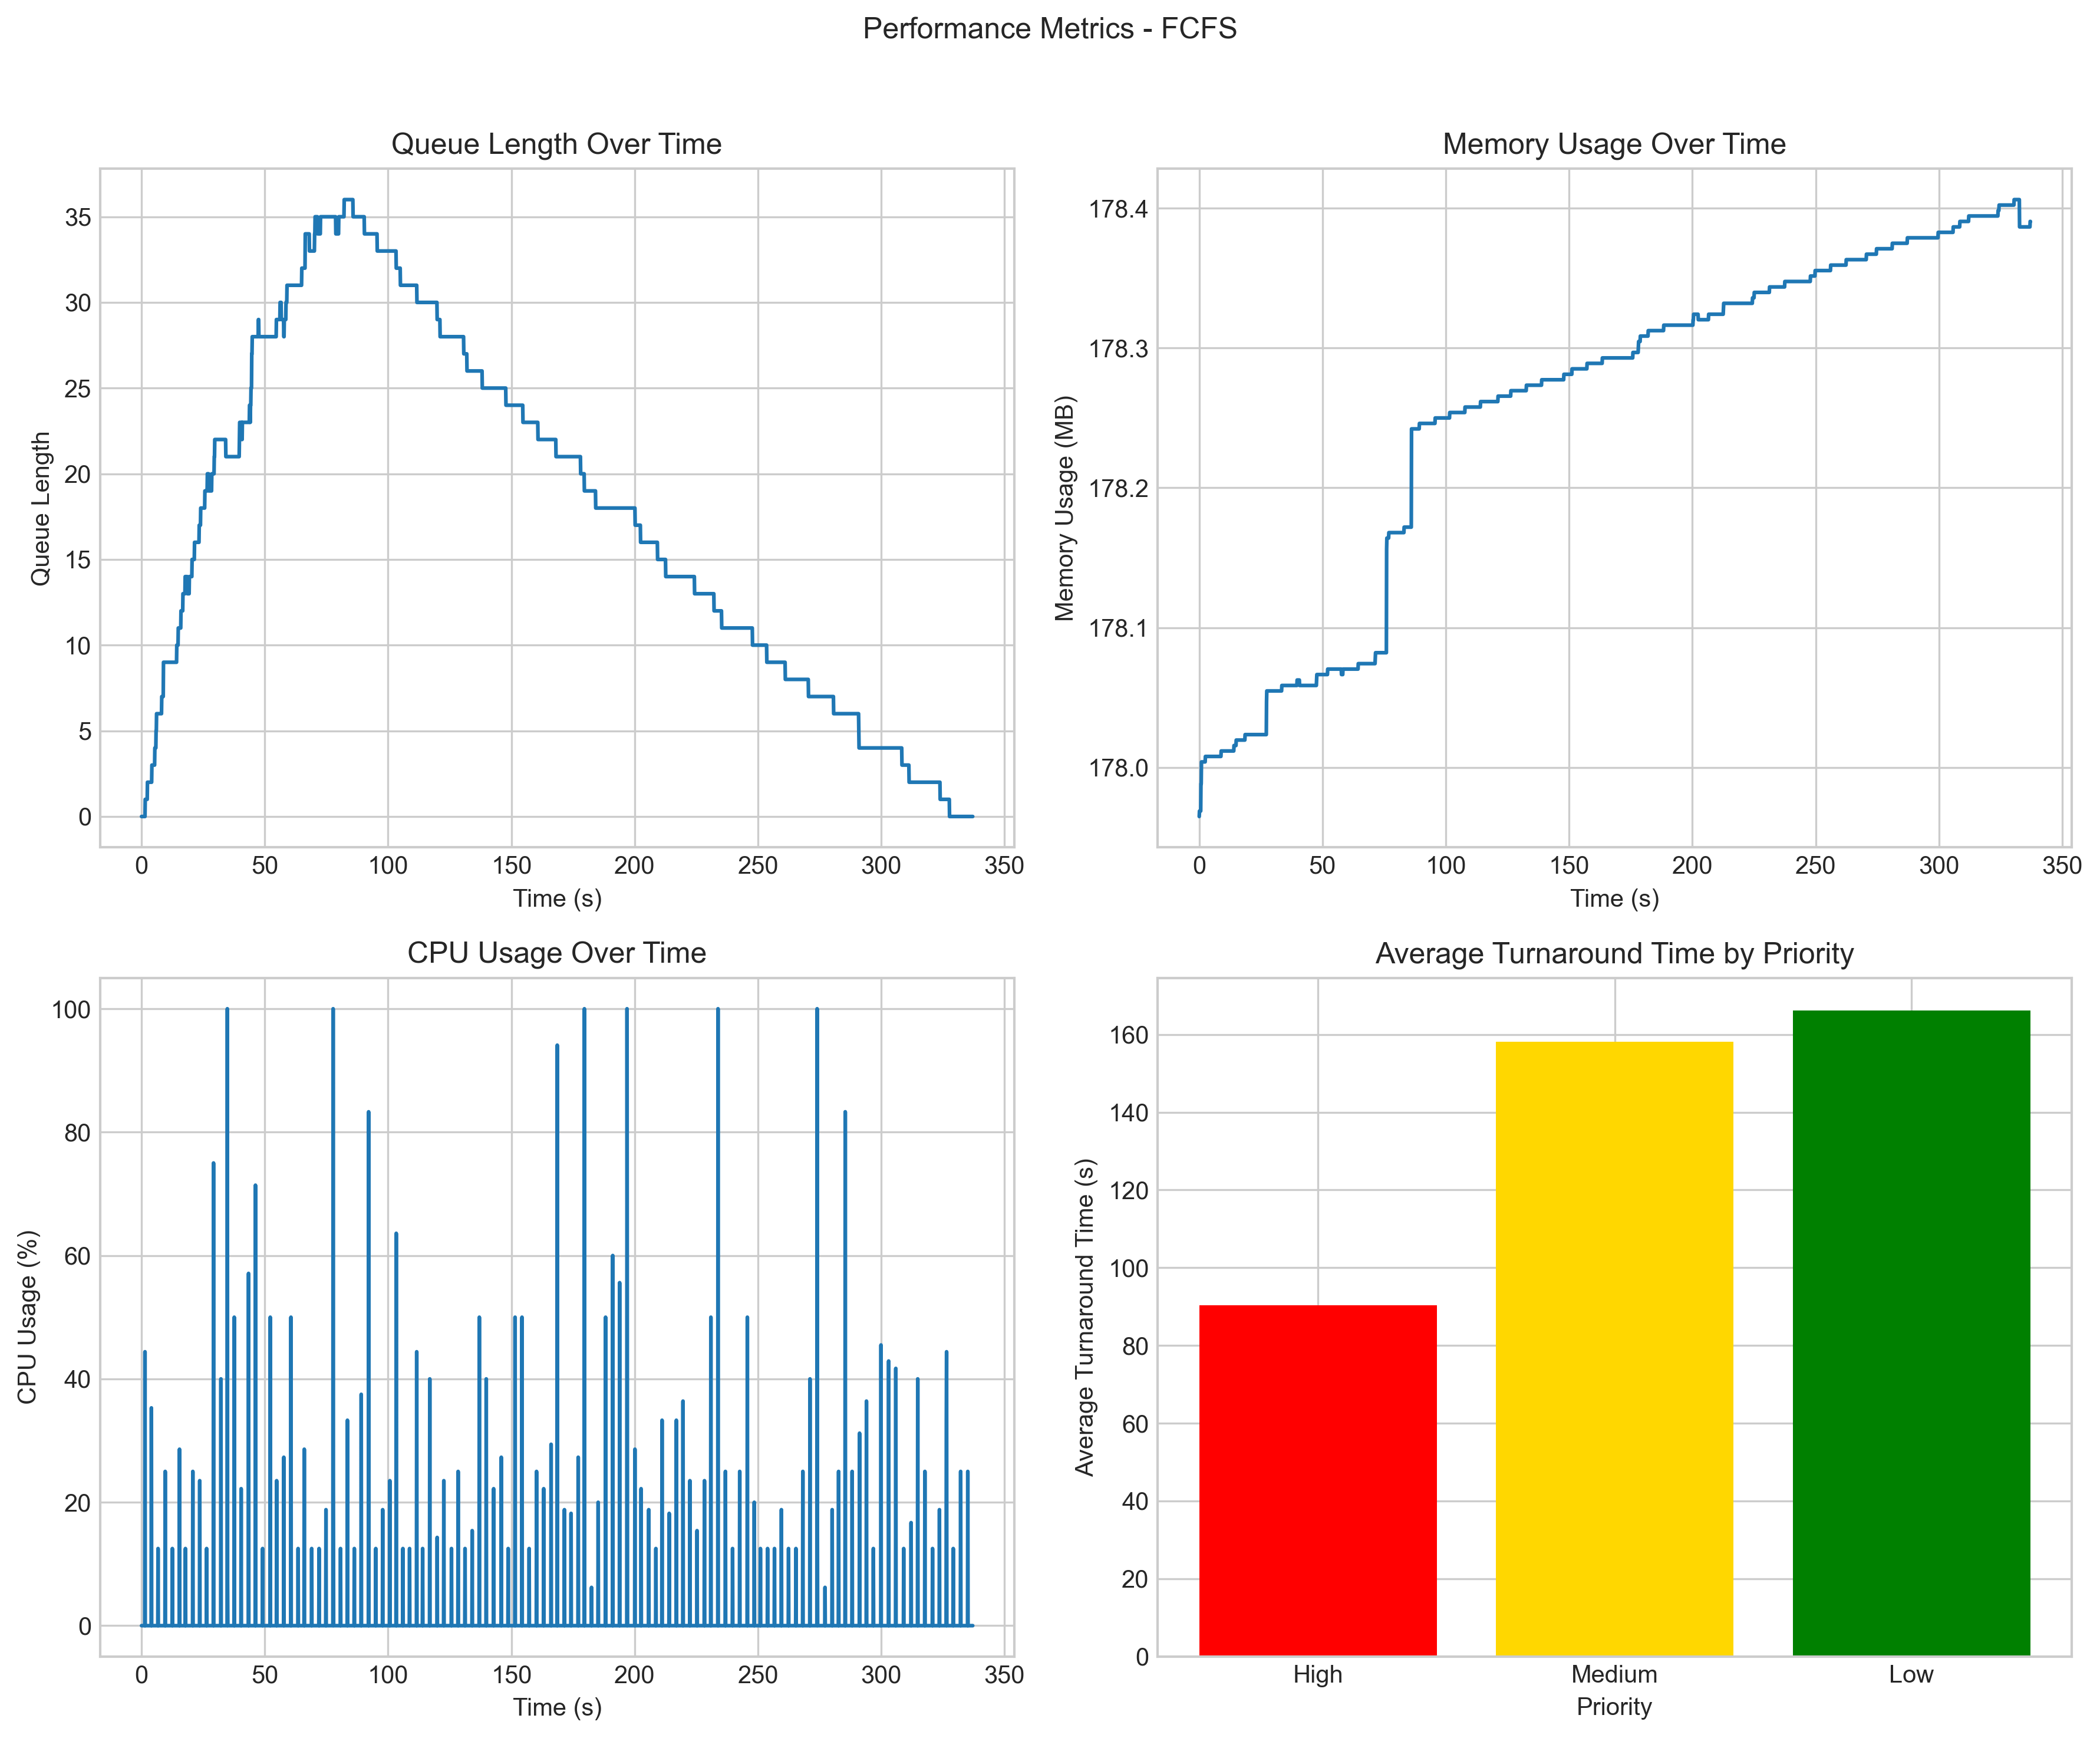 Performance Metrics - FCFS
Queue Length Over Time
Queue Length
35
30
25
20
15
10
5
0
0 50 100 150 200 250 300 350
Time (s)
Memory Usage Over Time
Memory Usage (MB)
178.4
178.3
178.2
178.1
178.0
0 50 100 150 200 250 300 350
Time (s)
CPU Usage Over Time
CPU Usage (%)
100
80
60
40
20
0
0 50 100 150 200 250 300 350
Time (s)
Average Turnaround Time by Priority
Average Turnaround Time (s)
160
140
120
100
80
60
40
20
0
High Medium Low
Priority